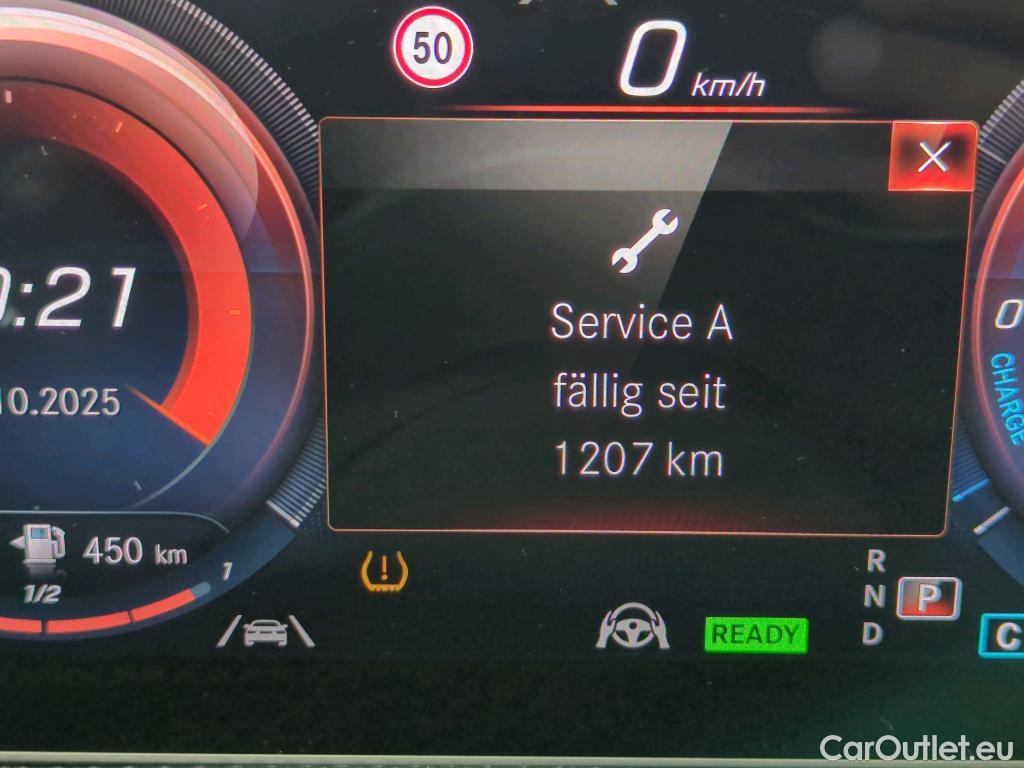 50
0 km/h
Service A
fällig seit
1207 km
:21
10.2025
450 km
1/2
1
0
CHARGE
R
N
D
P
READY
C
CarOutlet.eu